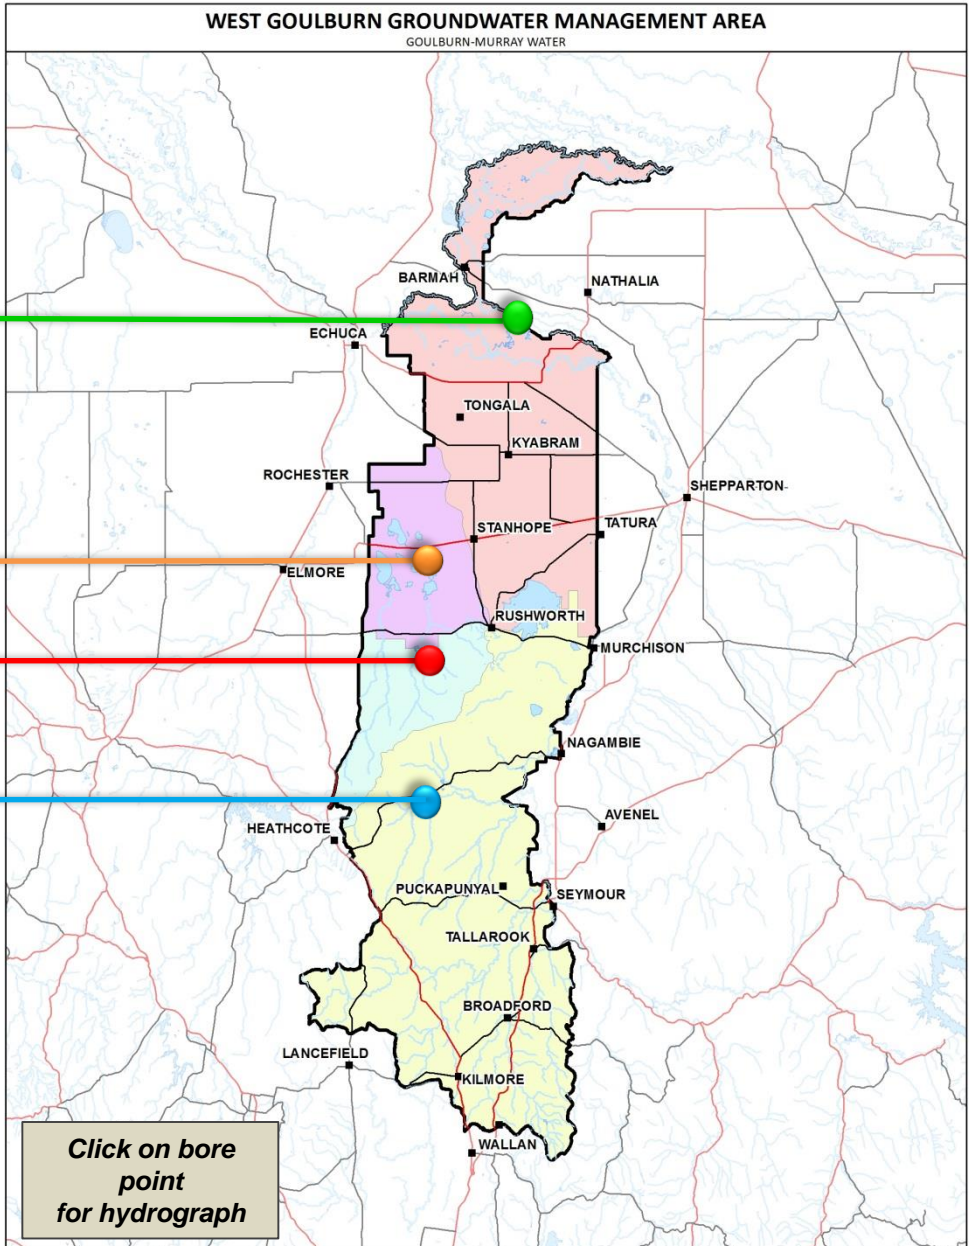 WEST GOULBURN GROUNDWATER MANAGEMENT AREA
GOULBURN-MURRAY WATER
BARMAH
NATHALIA
ECHUCA
TONGALA
KYABRAM
ROCHESTER
SHEPPARTON
STANHOPE
TATURA
ELMORE
RUSHWORTH
MURCHISON
NAGAMBIE
AVENEL
HEATHCOTE
PUCKAPUNYAL
SEYMOUR
TALLAROOK
BROADFORD
LANCEFIELD
KILMORE
WALLAN
Click on bore
point
for hydrograph